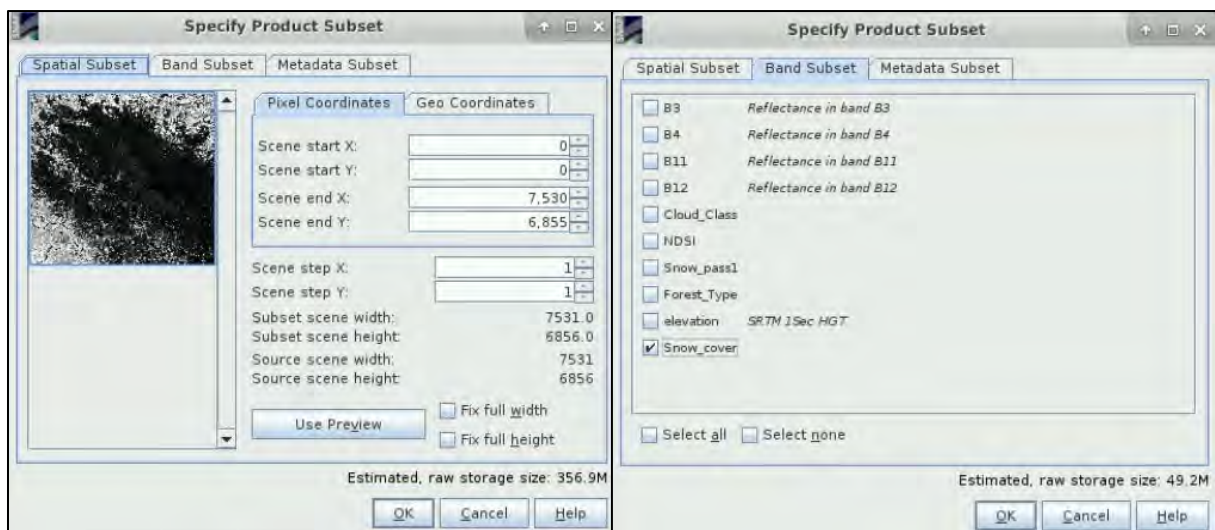 Specify Product Subset
Spatial Subset Band Subset Metadata Subset
Pixel Coordinates Geo Coordinates
Scene start X: 0
Scene start Y: 0
Scene end X: 7,530
Scene end Y: 6,855
Scene step X: 1
Scene step Y: 1
Subset scene width: 7531.0
Subset scene height: 6856.0
Source scene width: 7531
Source scene height: 6856
Use Preview
Fix full width
Fix full height
Estimated, raw storage size: 356.9M
OK Cancel Help
Specify Product Subset
Spatial Subset Band Subset Metadata Subset
B3 Reflectance in band B3
B4 Reflectance in band B4
B11 Reflectance in band B11
B12 Reflectance in band B12
Cloud_Class
NDSI
Snow_pass1
Forest_Type
elevation SRTM 1Sec HGT
Snow_cover
Select all Select none
Estimated, raw storage size: 49.2M
OK Cancel Help